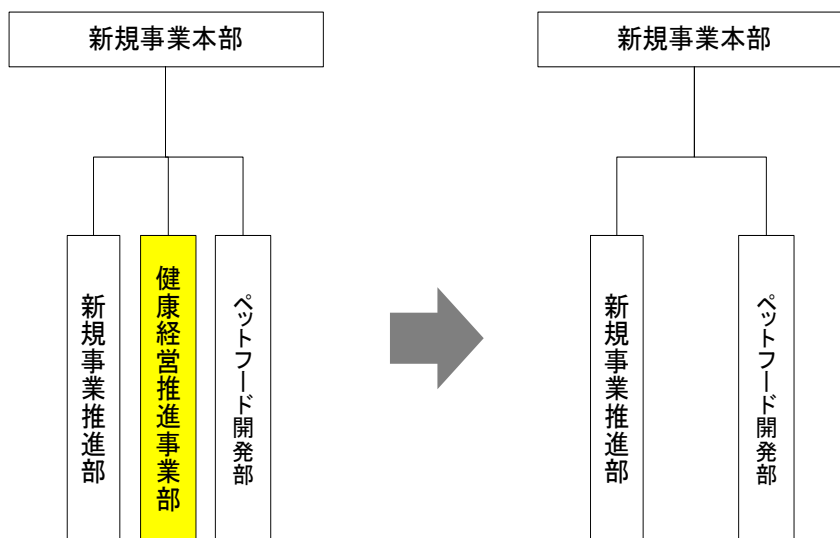 新規事業本部
新規事業推進部
健康経営推進事業部
ペットフード開発部
新規事業本部
新規事業推進部
ペットフード開発部